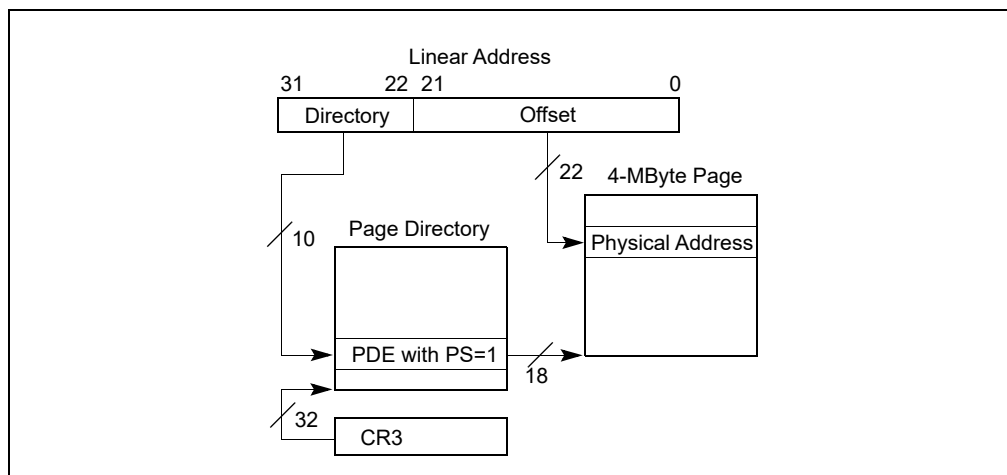 Linear Address
31 22 21 0
Directory Offset
22
4-MByte Page
10
Page Directory
Physical Address
PDE with PS=1
18
32
CR3